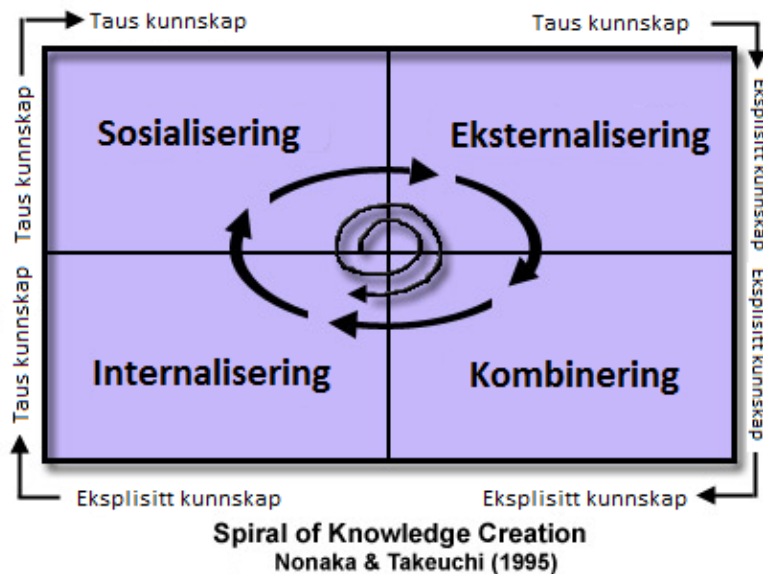 Taus kunnskap
Taus kunnskap
Taus kunnskap
Eksplisitt kunnskap
Sosialisering
Eksternalisering
Taus kunnskap
Eksplisitt kunnskap
Internalisering
Kombinering
Eksplisitt kunnskap
Eksplisitt kunnskap
Spiral of Knowledge Creation
Nonaka & Takeuchi (1995)